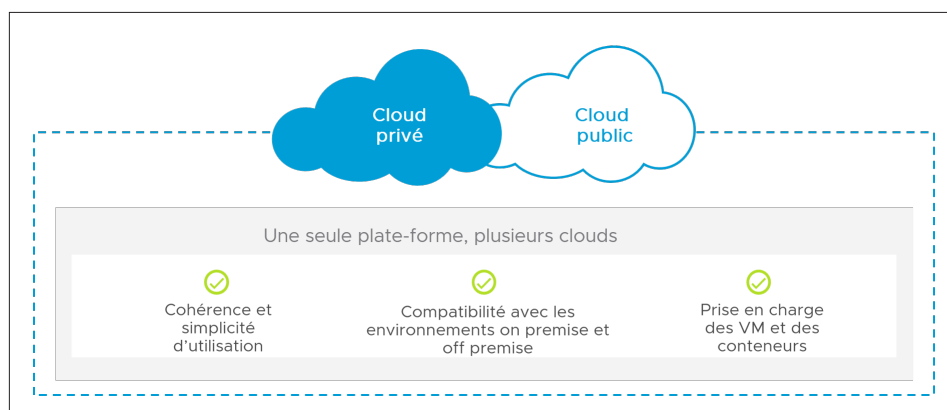 Cloud
privé
Cloud
public
Une seule plate-forme, plusieurs clouds
Cohérence et
simplicité
d’utilisation
Compatibilité avec les
environnements on premise et
off premise
Prise en charge
des VM et des
conteneurs